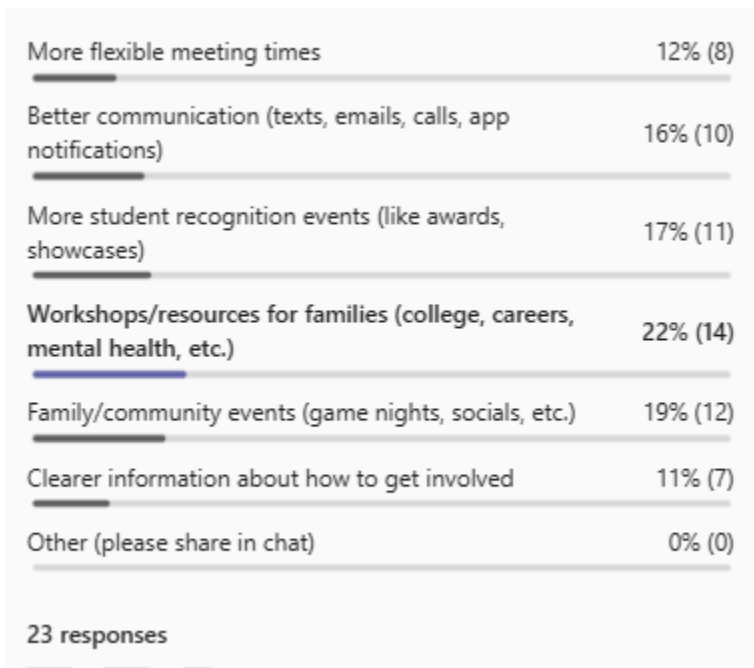 More flexible meeting times 12% (8)
Better communication (texts, emails, calls, app
notifications) 16% (10)
More student recognition events (like awards,
showcases) 17% (11)
Workshops/resources for families (college, careers,
mental health, etc.) 22% (14)
Family/community events (game nights, socials, etc.) 19% (12)
Clearer information about how to get involved 11% (7)
Other (please share in chat) 0% (0)
23 responses